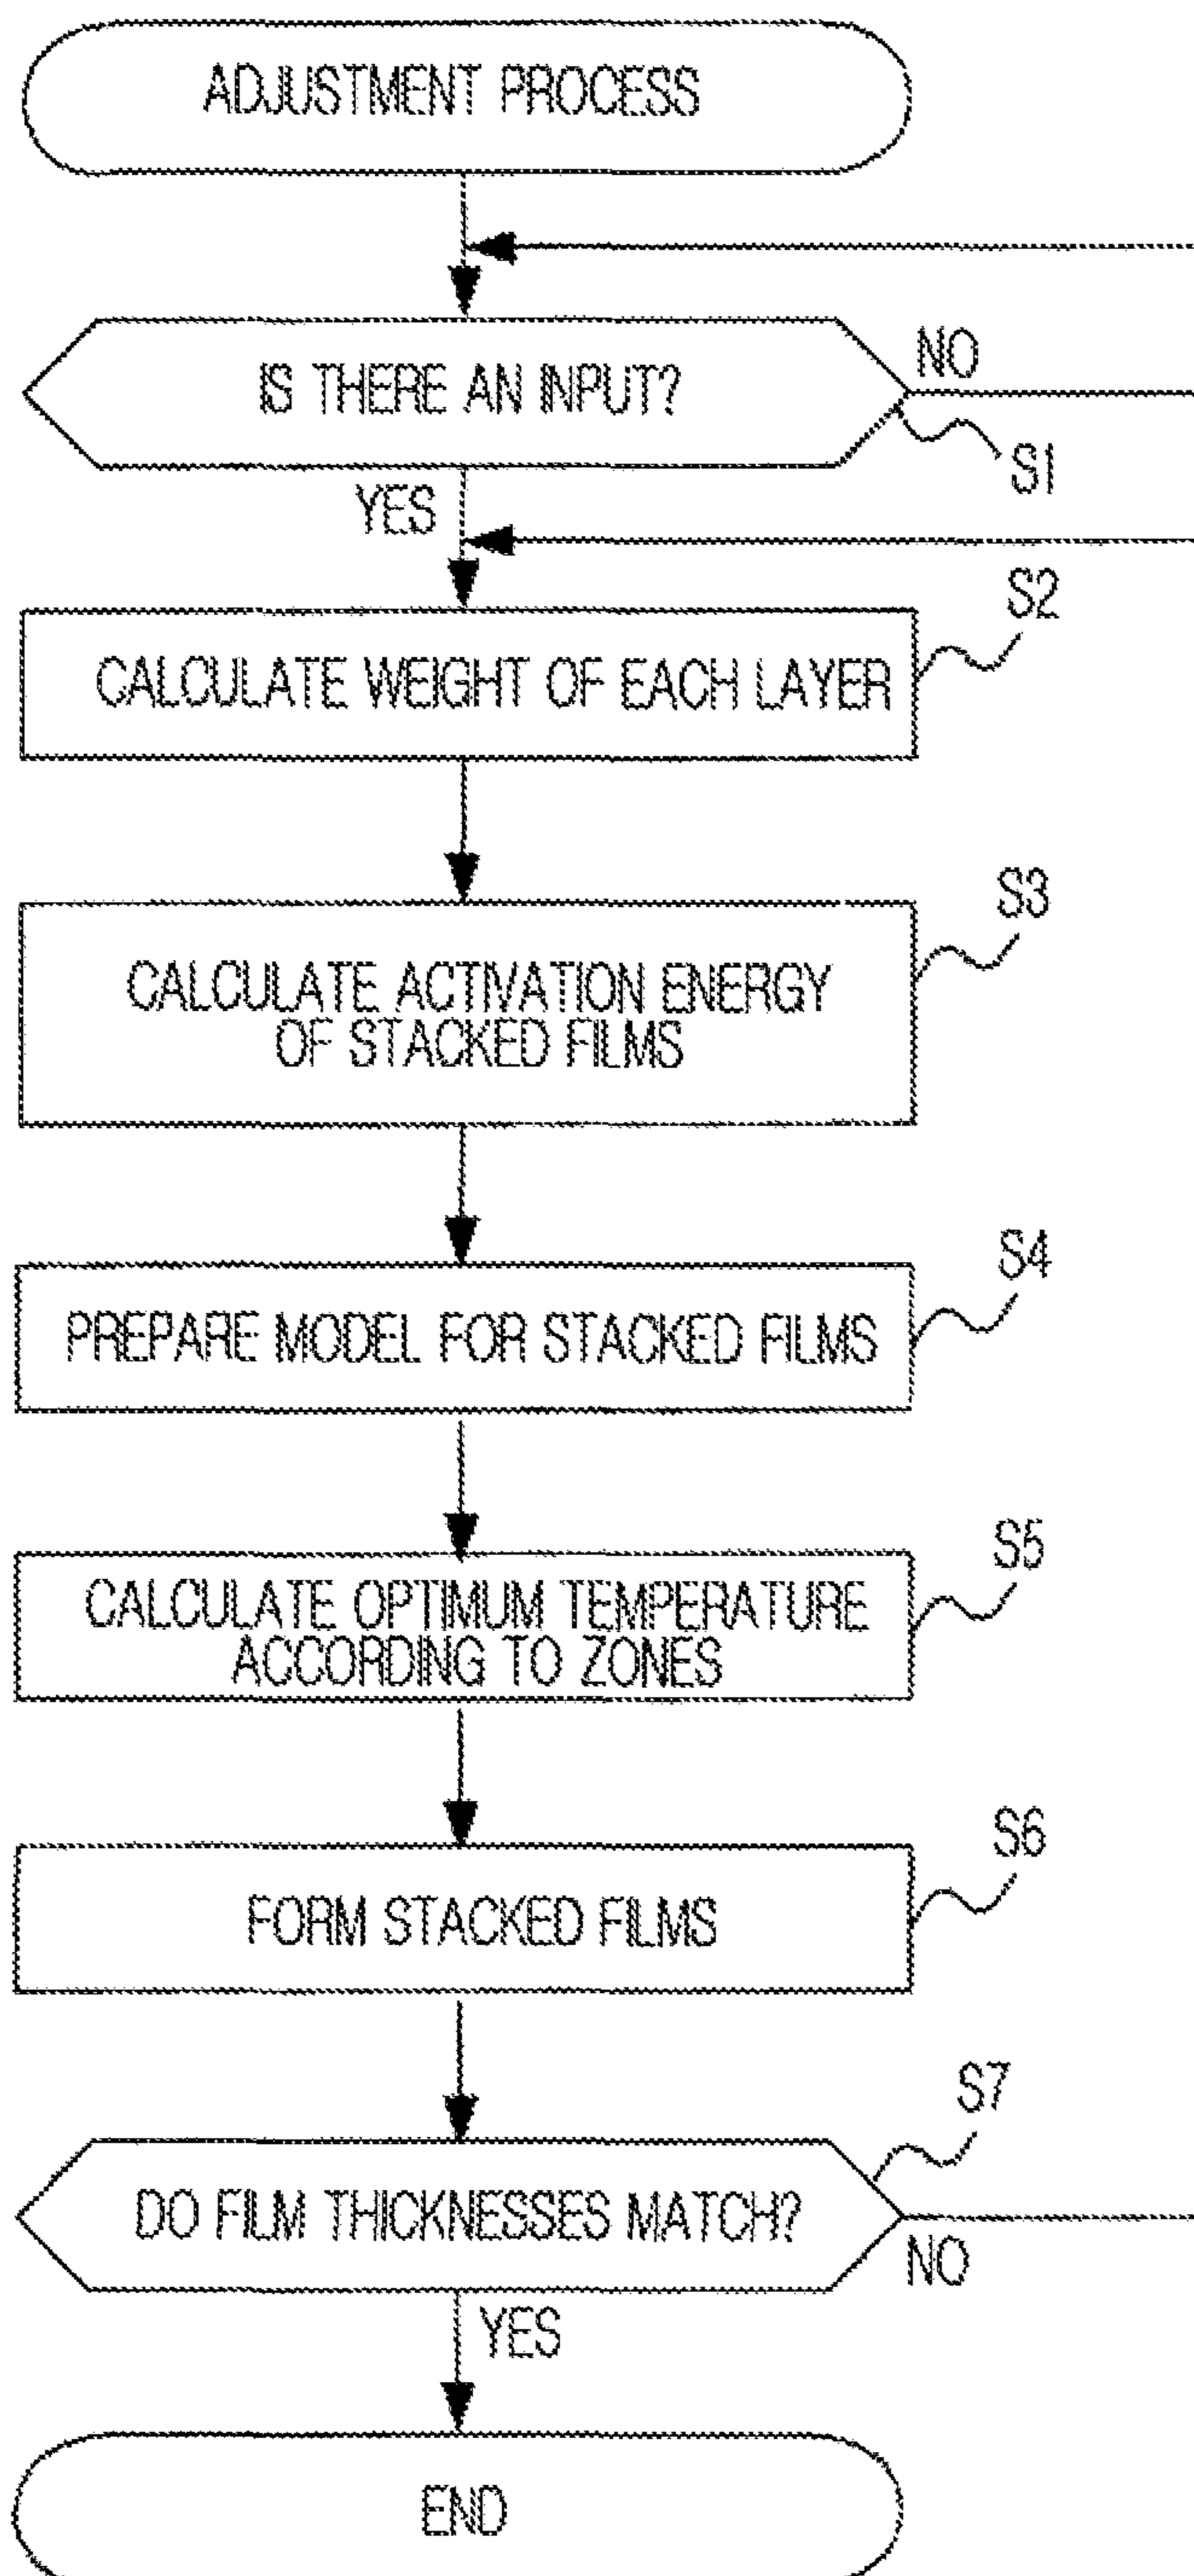 ADJUSTMENT PROCESS
IS THERE AN INPUT?
NO
S1
YES
S2
CALCULATE WEIGHT OF EACH LAYER
S3
CALCULATE ACTIVATION ENERGY
OF STACKED FILMS
S4
PREPARE MODEL FOR STACKED FILMS
S5
CALCULATE OPTIMUM TEMPERATURE
ACCORDING TO ZONES
S6
FORM STACKED FILMS
S7
DO FILM THICKNESSES MATCH?
NO
YES
END